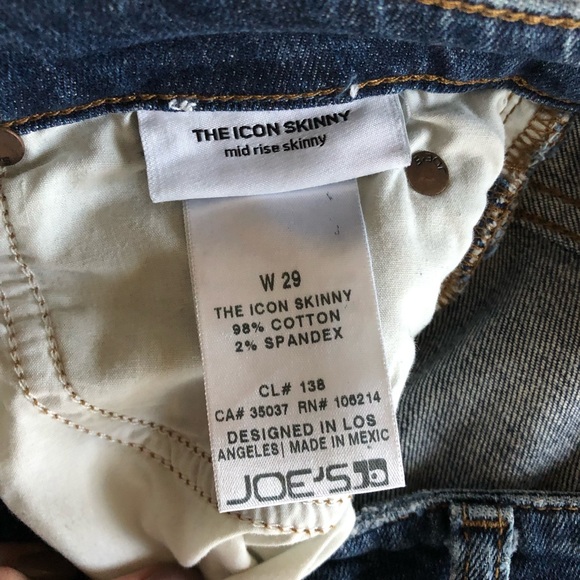 THE ICON SKINNY
mid rise skinny
W 29
THE ICON SKINNY
98% COTTON
2% SPANDEX
CL# 138
CA# 35037 RN# 106214
DESIGNED IN LOS
ANGELES| MADE IN MEXIC
JOE'S